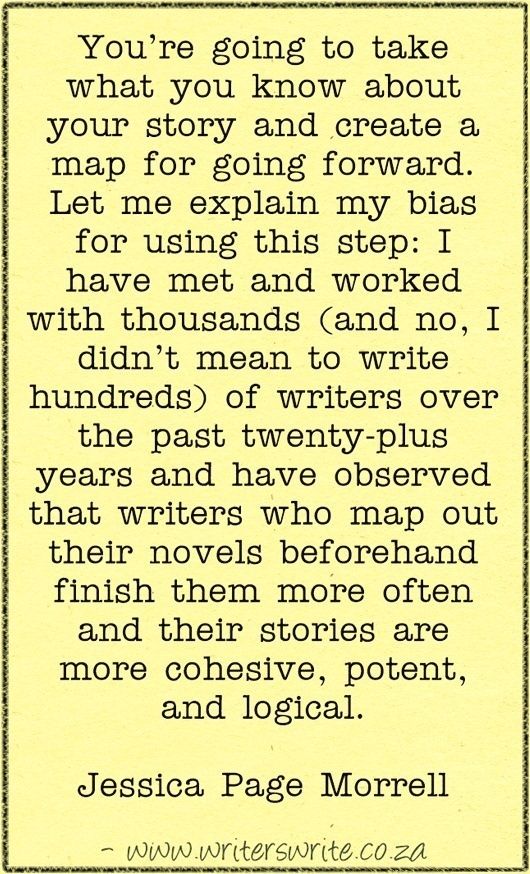 You’re going to take
what you know about
your story and create a
map for going forward.
Let me explain my bias
for using this step: I
have met and worked
with thousands (and no, I
didn’t mean to write
hundreds) of writers over
the past twenty-plus
years and have observed
that writers who map out
their novels beforehand
finish them more often
and their stories are
more cohesive, potent,
and logical.
Jessica Page Morrell
- www.writerswrite.co.za